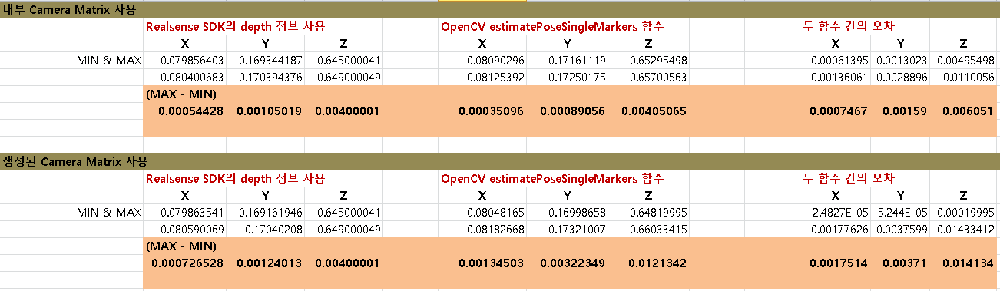 내부 Camera Matrix 사용
Realsense SDK의 depth 정보 사용 OpenCV estimatePoseSingleMarkers 함수 두 함수 간의 오차
X Y Z X Y Z X Y Z
MIN & MAX 0.079856403 0.169344187 0.645000041 0.08090296 0.17161119 0.65295498 0.00061395 0.0013023 0.00495498
0.080400683 0.170394376 0.649000049 0.08125392 0.17250175 0.65700563 0.00136061 0.0028896 0.0110056
(MAX - MIN)
0.00054428 0.00105019 0.00400001 0.00035096 0.00089056 0.00405065 0.0007467 0.00159 0.006051
생성된 Camera Matrix 사용
Realsense SDK의 depth 정보 사용 OpenCV estimatePoseSingleMarkers 함수 두 함수 간의 오차
X Y Z X Y Z X Y Z
MIN & MAX 0.079863541 0.169161946 0.645000041 0.08048165 0.16998658 0.64819995 2.4827E-05 5.244E-05 0.00019995
0.080590069 0.17040208 0.649000049 0.08182668 0.17321007 0.66033415 0.00177626 0.0037599 0.01433412
(MAX - MIN)
0.000726528 0.00124013 0.00400001 0.00134503 0.00322349 0.0121342 0.0017514 0.00371 0.014134